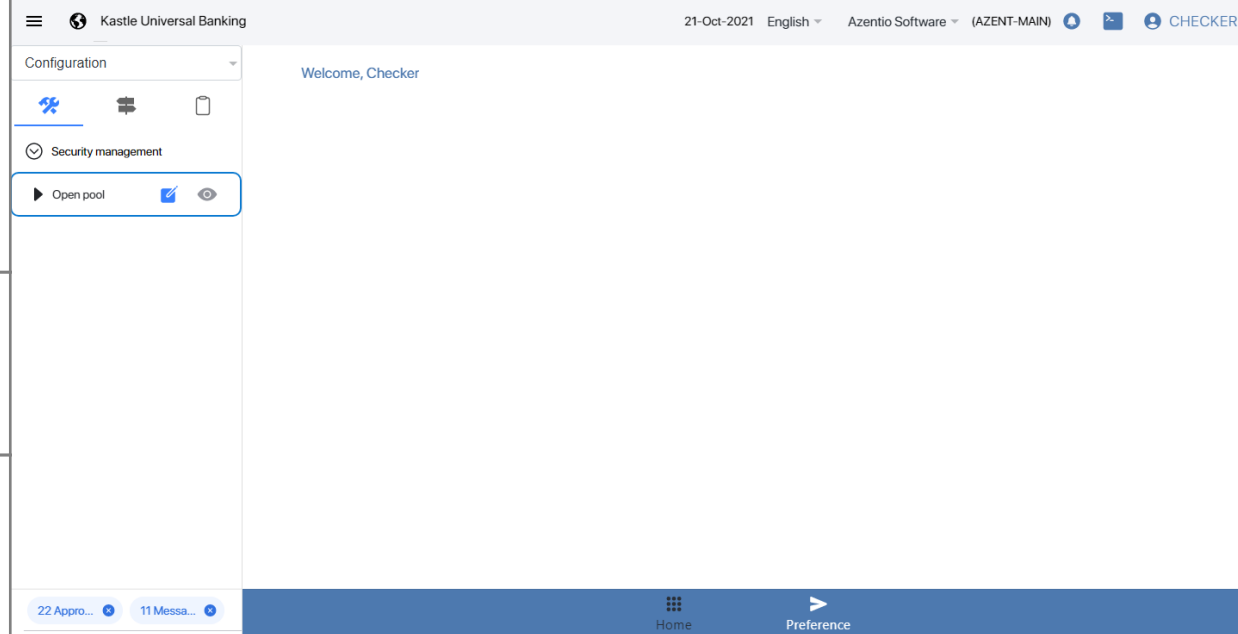 Kastle Universal Banking
21-Oct-2021 English Azentio Software (AZENT-MAIN) CHECKER
Configuration
Welcome, Checker
Security management
Open pool
22 Appro... 11 Messa...
Home Preference